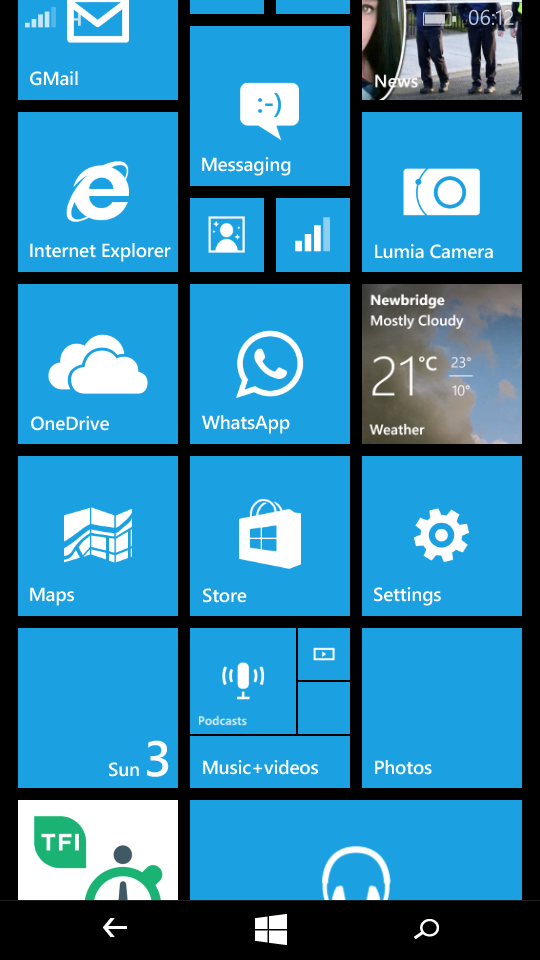 H
06:12
GMail
News
Messaging
:-)
Internet Explorer
Lumia Camera
OneDrive
WhatsApp
Newbridge
Mostly Cloudy
21°C
23°
10°
Weather
Maps
Store
Settings
Sun 3
Podcasts
Music+videos
Photos
TFI